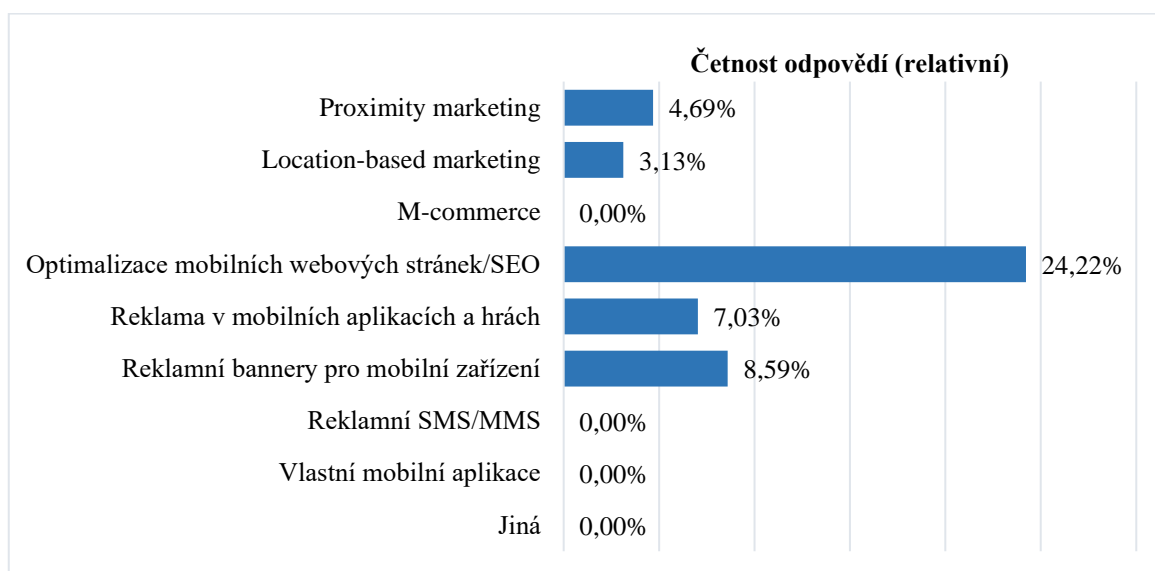 Četnost odpovědí (relativní)
Proximity marketing 4,69%
Location-based marketing 3,13%
M-commerce 0,00%
Optimalizace mobilních webových stránek/SEO 24,22%
Reklama v mobilních aplikacích a hrách 7,03%
Reklamní bannery pro mobilní zařízení 8,59%
Reklamní SMS/MMS 0,00%
Vlastní mobilní aplikace 0,00%
Jiná 0,00%